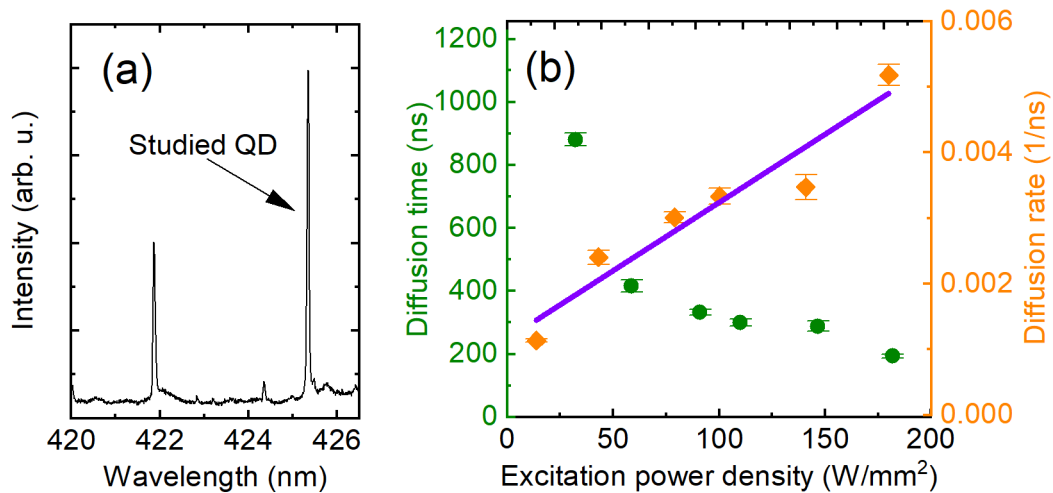 (a)
Studied QD
Intensity (arb. u.)
420 422 424 426
Wavelength (nm)
(b)
1200
1000
800
600
400
200
0
Diffusion time (ns)
0.006
0.004
0.002
0.000
Diffusion rate (1/ns)
0 50 100 150 200
Excitation power density (W/mm²)